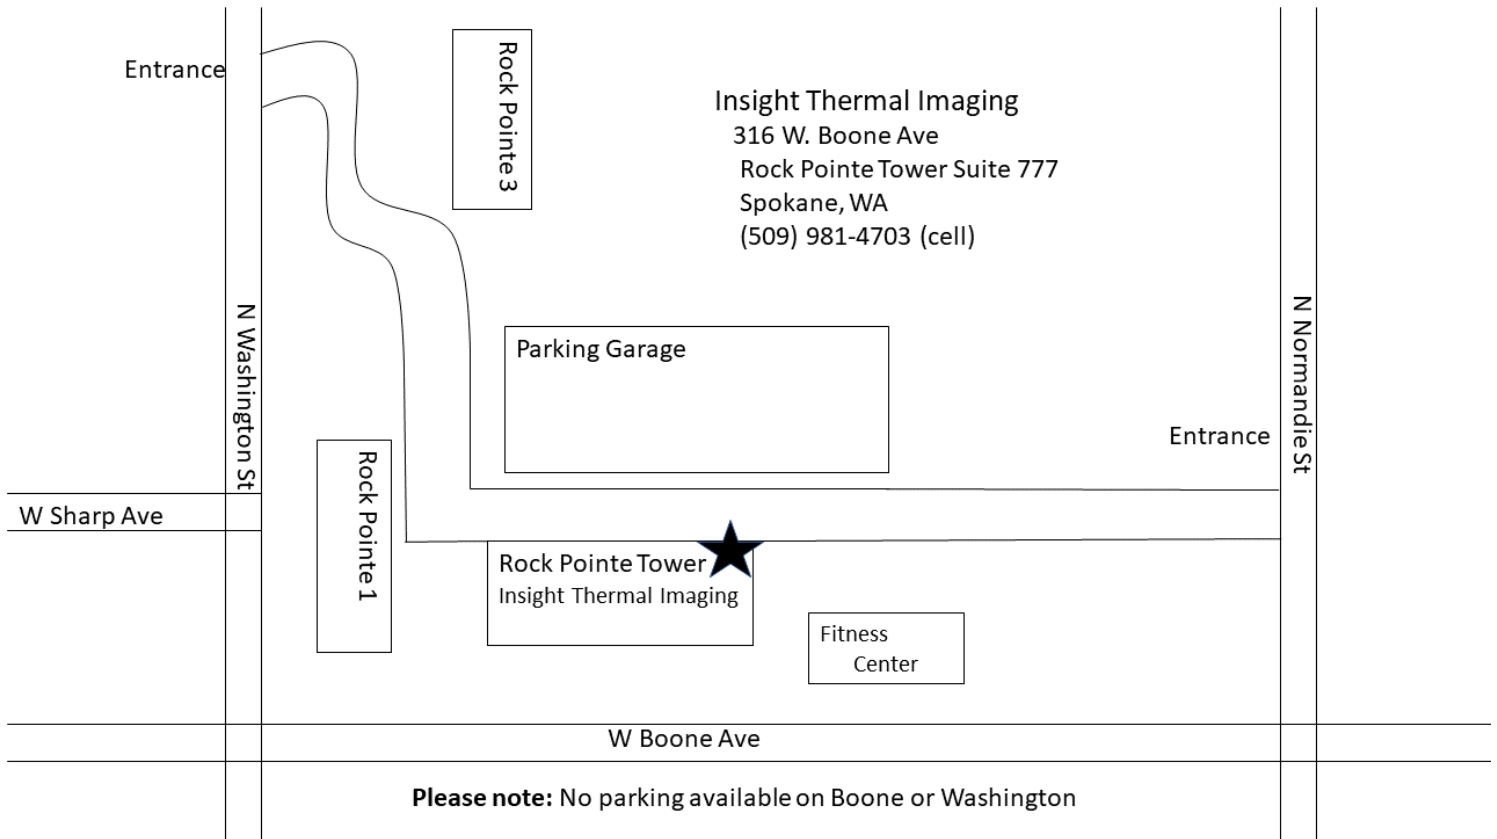 Entrance
Rock Pointe 3
Insight Thermal Imaging
316 W. Boone Ave
Rock Pointe Tower Suite 777
Spokane, WA
(509) 981-4703 (cell)
N Washington St
N Normandie St
Parking Garage
Entrance
Rock Pointe 1
W Sharp Ave
Rock Pointe Tower
Insight Thermal Imaging
Fitness
Center
W Boone Ave
Please note: No parking available on Boone or Washington